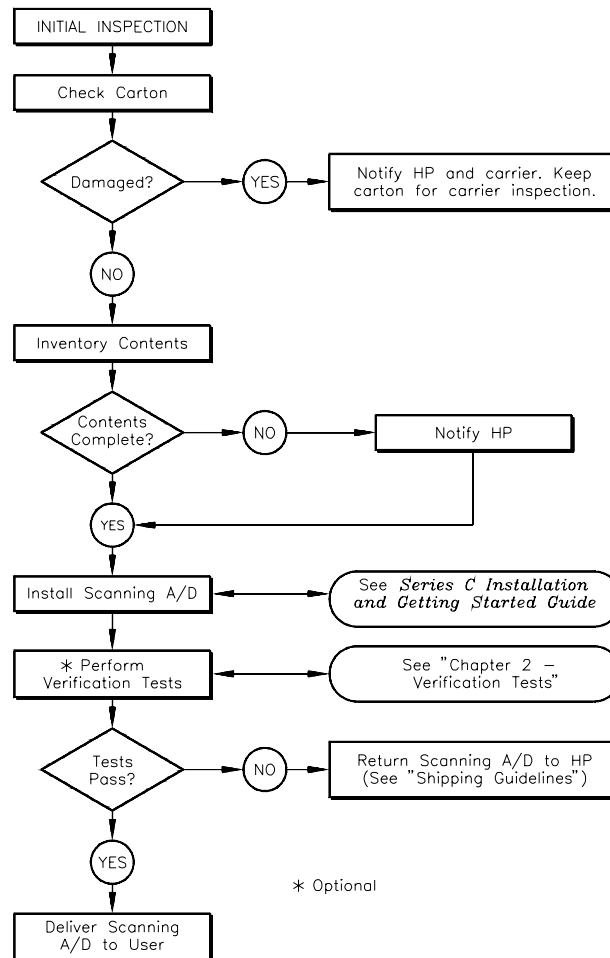 INITIAL INSPECTION
Check Carton
Damaged?
YES
Notify HP and carrier. Keep
carton for carrier inspection.
NO
Inventory Contents
Contents
Complete?
NO
Notify HP
YES
Install Scanning A/D
See Series C Installation
and Getting Started Guide
* Perform
Verification Tests
See "Chapter 2 –
Verification Tests"
Tests
Pass?
NO
Return Scanning A/D to HP
(See "Shipping Guidelines")
YES
* Optional
Deliver Scanning
A/D to User